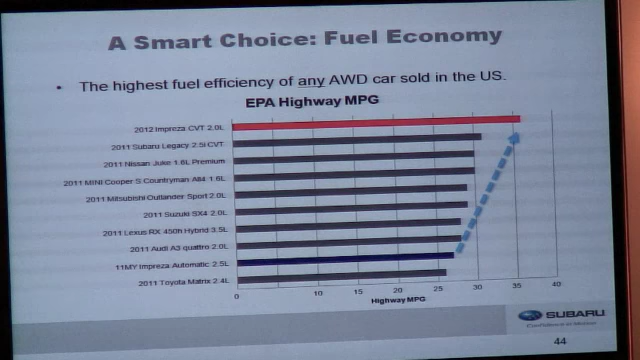 A Smart Choice: Fuel Economy
• The highest fuel efficiency of any AWD car sold in the US.
EPA Highway MPG
2012 Impreza CVT 2.0L
2011 Subaru Legacy 2.5i CVT
2011 Nissan Juke 1.6L Premium
2011 MINI Cooper S Countryman All4 1.6L
2011 Mitsubishi Outlander Sport 2.0L
2011 Suzuki SX4 2.0L
2011 Lexus RX 450h Hybrid 3.5L
2011 Audi A3 quattro 2.0L
11MY Impreza Automatic 2.5L
2011 Toyota Matrix 2.4L
0 10 15 20 25 30 35 40
Highway MPG
SUBARU
Confidence in Motion
44